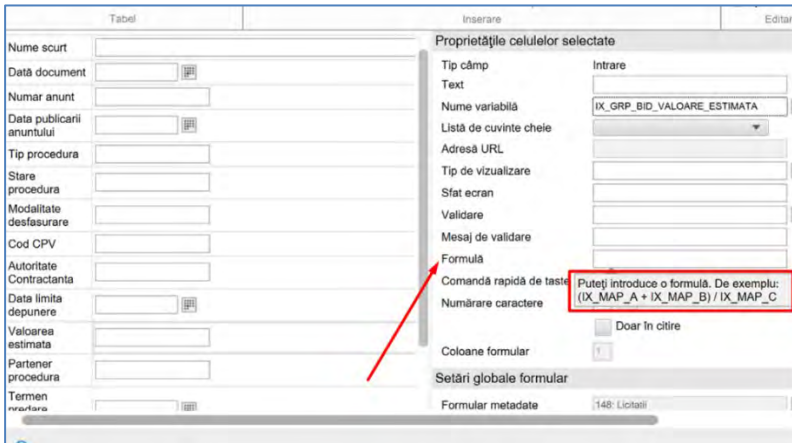 Tabel
Inserare
Editar
Nume scurt
Dată document
Numar anunt
Data publicarii
anuntului
Tip procedura
Stare
procedura
Modalitate
desfasurare
Cod CPV
Autoritate
Contractanta
Data limita
depunere
Valoarea
estimata
Partener
procedura
Termen
predare
Proprietățile celulelor selectate
Tip câmp Intrare
Text
Nume variabilă IX_GRP_BID_VALOARE_ESTIMATA
Listă de cuvinte cheie
Adresă URL
Tip de vizualizare
Sfat ecran
Validare
Mesaj de validare
Formulă
Comandă rapidă de taste
Puteți introduce o formulă. De exemplu:
(IX_MAP_A + IX_MAP_B) / IX_MAP_C
Numărare caractere
Doar în citire
Coloane formular 1
Setări globale formular
Formular metadate 148: Licitatii